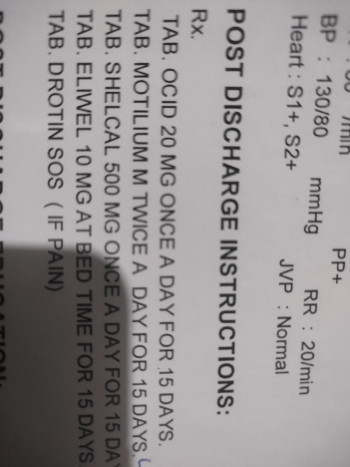 /min
BP : 130/80 mmHg RR : 20/min
PP+
Heart : S1+, S2+ JVP : Normal
POST DISCHARGE INSTRUCTIONS:
Rx.
TAB. OCID 20 MG ONCE A DAY FOR 15 DAYS.
TAB. MOTILIUM M TWICE A DAY FOR 15 DAYS.
TAB. SHELCAL 500 MG ONCE A DAY FOR 15 DAY
TAB. ELIWEL 10 MG AT BED TIME FOR 15 DAYS
TAB. DROTIN SOS ( IF PAIN)